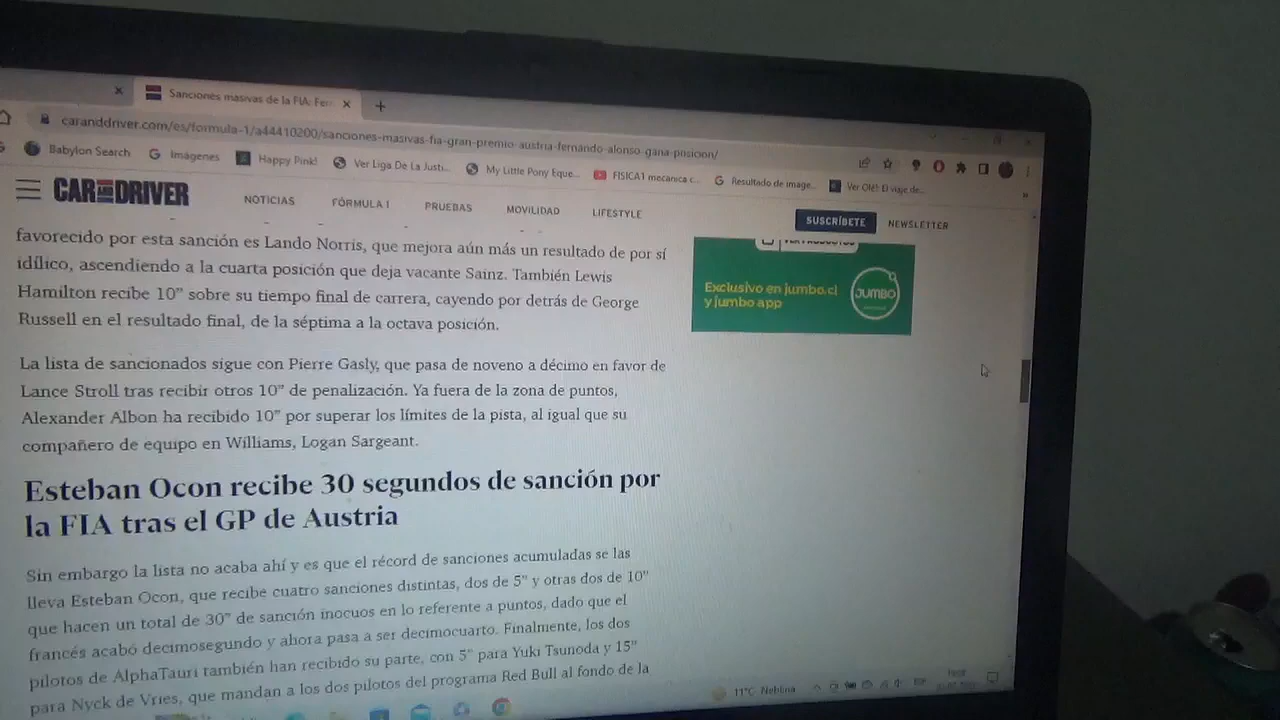 Sanciones masivas de la FIA: Fer
caranddriver.com/es/formula-1/a44410200/sanciones-masivas-fia-gran-premio-austria-fernando-alonso-gana-posicion/
Babylon Search
Imágenes
Happy Pink!
Ver Liga De La Justi...
My Little Pony Eque...
FISICA1 mecanica c...
Resultado de image...
Ver Olé!: El viaje de...
CAR AND DRIVER
NOTICIAS
FÓRMULA 1
PRUEBAS
MOVILIDAD
LIFESTYLE
SUSCRÍBETE
NEWSLETTER
favorecido por esta sanción es Lando Norris, que mejora aún más un resultado de por sí
idílico, ascendiendo a la cuarta posición que deja vacante Sainz. También Lewis
Hamilton recibe 10" sobre su tiempo final de carrera, cayendo por detrás de George
Russell en el resultado final, de la séptima a la octava posición.
La lista de sancionados sigue con Pierre Gasly, que pasa de noveno a décimo en favor de
Lance Stroll tras recibir otros 10" de penalización. Ya fuera de la zona de puntos,
Alexander Albon ha recibido 10" por superar los límites de la pista, al igual que su
compañero de equipo en Williams, Logan Sargeant.
Esteban Ocon recibe 30 segundos de sanción por
la FIA tras el GP de Austria
Sin embargo la lista no acaba ahí y es que el récord de sanciones acumuladas se las
lleva Esteban Ocon, que recibe cuatro sanciones distintas, dos de 5" y otras dos de 10"
que hacen un total de 30" de sanción inocuos en lo referente a puntos, dado que el
francés acabó decimosegundo y ahora pasa a ser decimocuarto. Finalmente, los dos
pilotos de AlphaTauri también han recibido su parte, con 5" para Yuki Tsunoda y 15"
para Nyck de Vries, que mandan a los dos pilotos del programa Red Bull al fondo de la
Exclusivo en jumbo.cl
y jumbo app
JUMBO
11°C Neblina